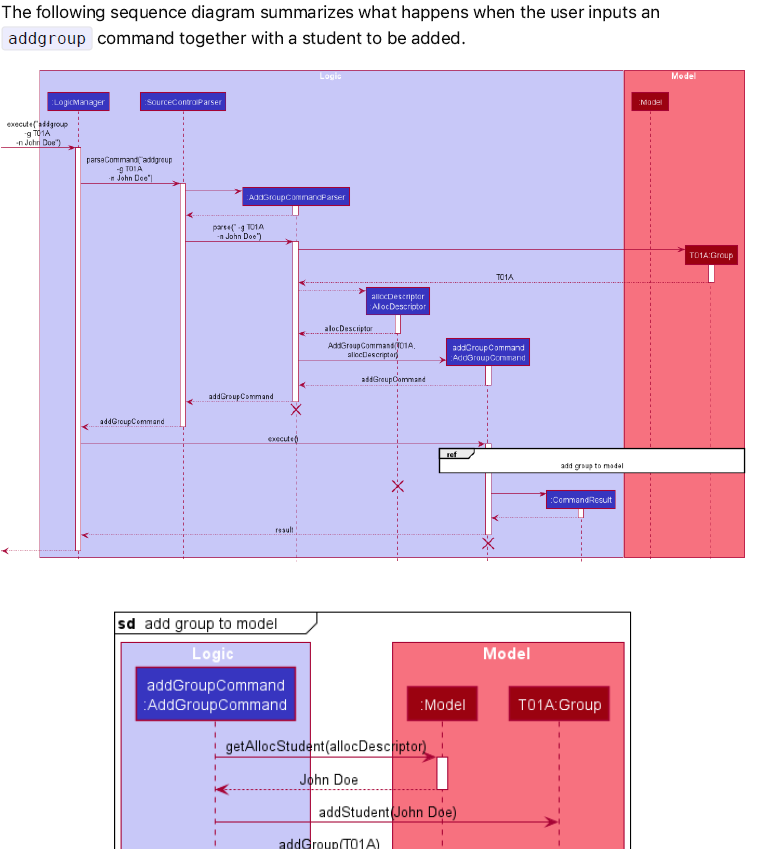 The following sequence diagram summarizes what happens when the user inputs an
addgroup command together with a student to be added.
Logic
Model
:LogicManager
:SourceControlParser
:Model
execute("addgroup
-g T01A
-n John Doe")
parseCommand("addgroup
-g T01A
-n John Doe")
:AddGroupCommandParser
parse(" -g T01A
-n John Doe")
T01A:Group
T01A
allocDescriptor
:AllocDescriptor
allocDescriptor
AddGroupCommand(T01A,
allocDescriptor)
addGroupCommand
:AddGroupCommand
addGroupCommand
addGroupCommand
addGroupCommand
execute()
ref
add group to model
:CommandResult
result
sd add group to model
Logic
Model
addGroupCommand
:AddGroupCommand
:Model
T01A:Group
getAllocStudent(allocDescriptor)
John Doe
addStudent(John Doe)
addGroup(T01A)